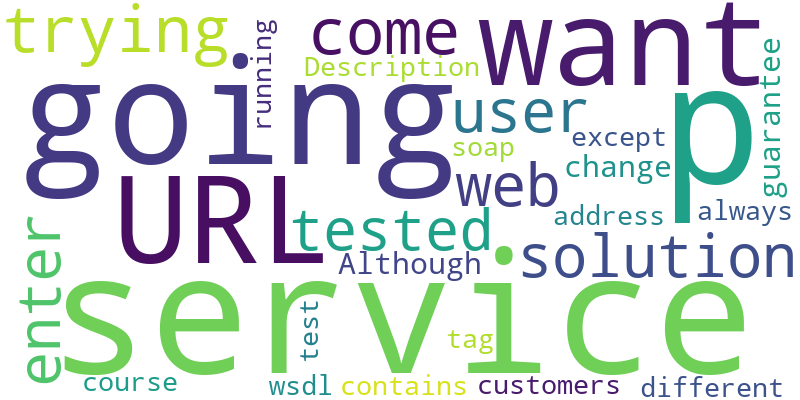 trying
running
come
want
Description
going
user
p
guarantee
except
soap
change
web
URL
tested
address
always
Although
solution
enter
service
test
tag
course
wsdl
contains
customers
different